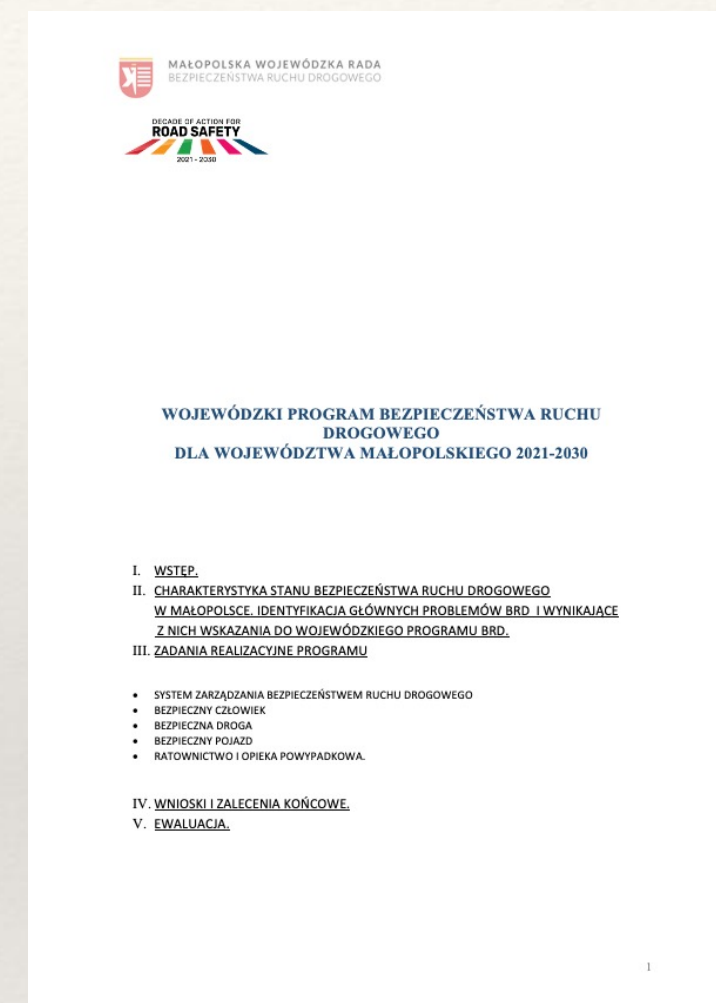 MAŁOPOLSKA WOJEWÓDZKA RADA
BEZPIECZEŃSTWA RUCHU DROGOWEGO
DECADE OF ACTION FOR
ROAD SAFETY
2021 - 2030
WOJEWÓDZKI PROGRAM BEZPIECZEŃSTWA RUCHU
DROGOWEGO
DLA WOJEWÓDZTWA MAŁOPOLSKIEGO 2021-2030
I. WSTĘP.
II. CHARAKTERYSTYKA STANU BEZPIECZEŃSTWA RUCHU DROGOWEGO
W MAŁOPOLSCE. IDENTYFIKACJA GŁÓWNYCH PROBLEMÓW BRD I WYNIKAJĄCE
Z NICH WSKAZANIA DO WOJEWÓDZKIEGO PROGRAMU BRD.
III. ZADANIA REALIZACYJNE PROGRAMU
• SYSTEM ZARZĄDZANIA BEZPIECZEŃSTWEM RUCHU DROGOWEGO
• BEZPIECZNY CZŁOWIEK
• BEZPIECZNA DROGA
• BEZPIECZNY POJAZD
• RATOWNICTWO I OPIEKA POWYPADKOWA.
IV. WNIOSKI I ZALECENIA KOŃCOWE.
V. EWALUACJA.
1